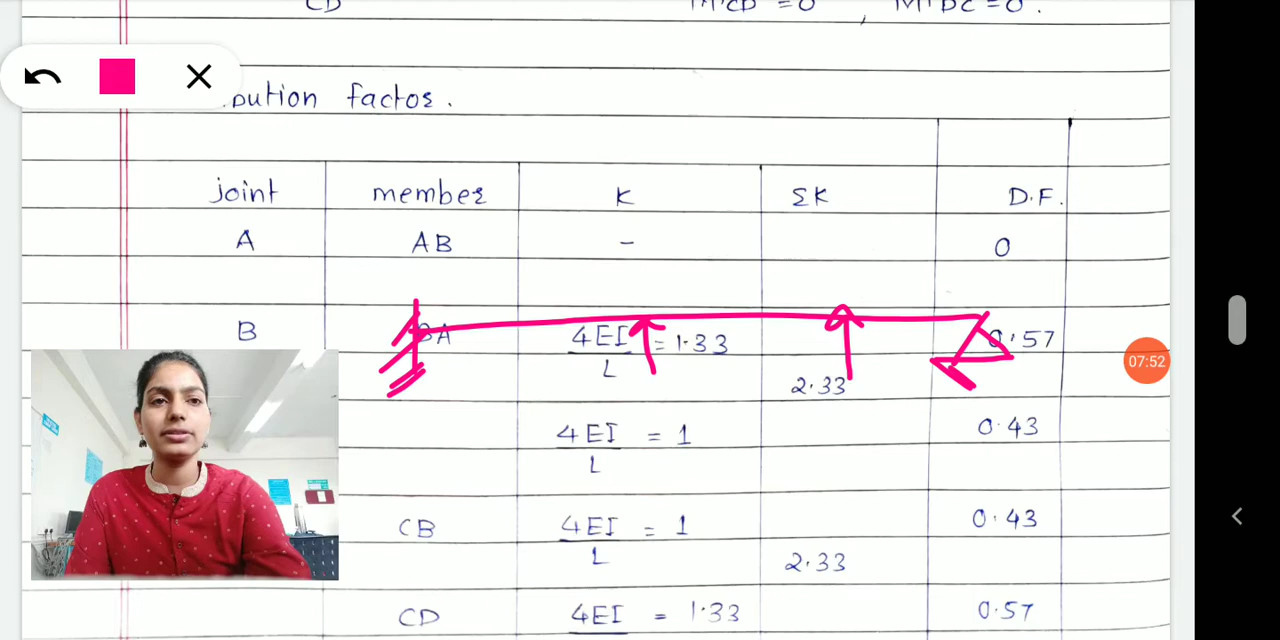 CD M'CD = 0 , M'DC = 0 .
bution factos .
joint member K ΣK D.F.
A AB - 0
B BA 4EI/L = 1.33 0.57
2.33
4EI/L = 1 0.43
CB 4EI/L = 1 0.43
2.33
CD 4EI = 1.33 0.57
07:52